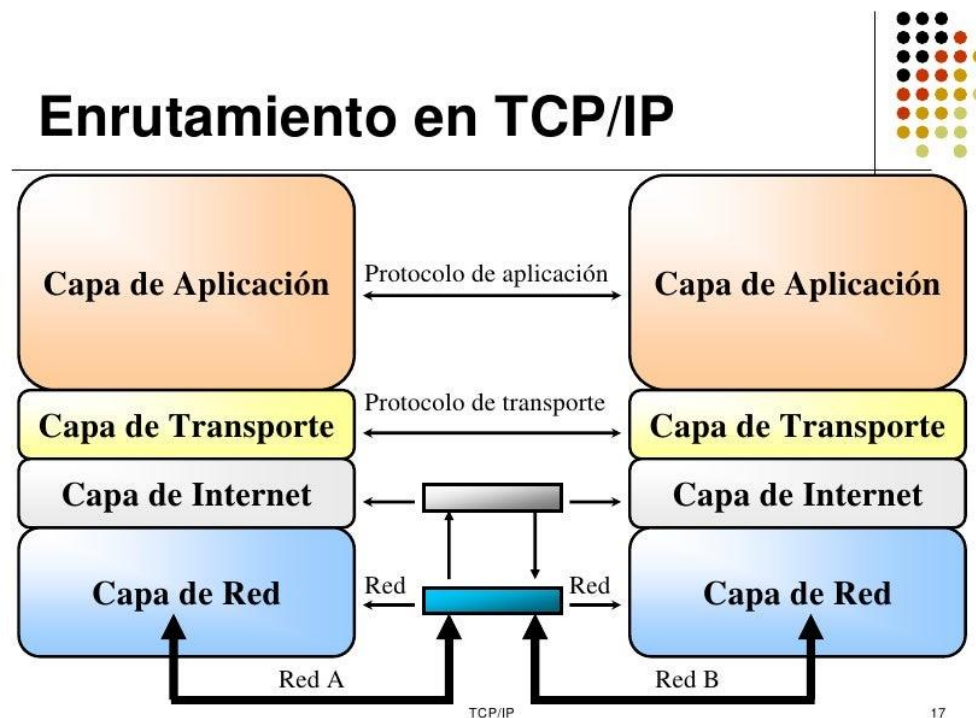 Enrutamiento en TCP/IP
Capa de Aplicación
Protocolo de aplicación
Capa de Aplicación
Capa de Transporte
Protocolo de transporte
Capa de Transporte
Capa de Internet
Capa de Internet
Capa de Red
Red
Red
Capa de Red
Red A
Red B
TCP/IP
17